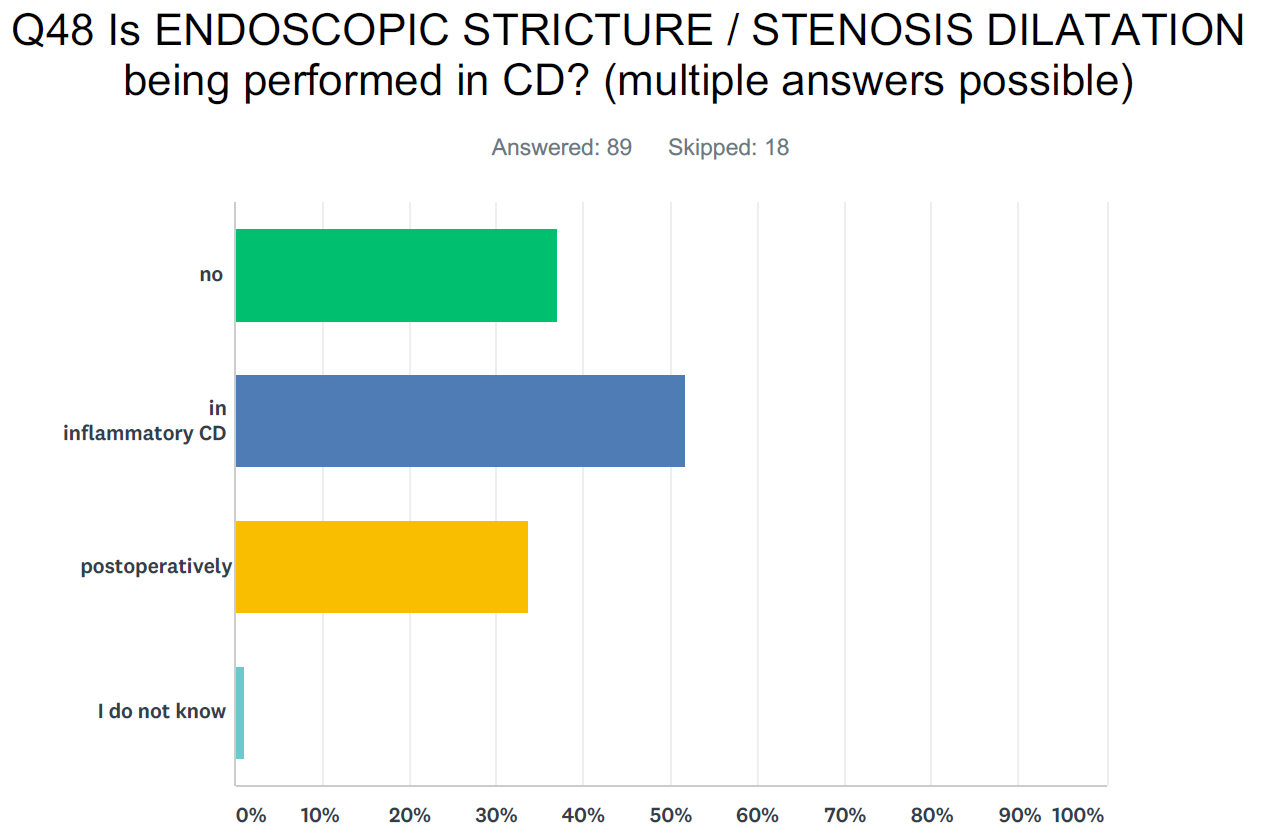 Q48 Is ENDOSCOPIC STRICTURE / STENOSIS DILATATION
being performed in CD? (multiple answers possible)
Answered: 89 Skipped: 18
no
in
inflammatory CD
postoperatively
I do not know
0% 10% 20% 30% 40% 50% 60% 70% 80% 90% 100%